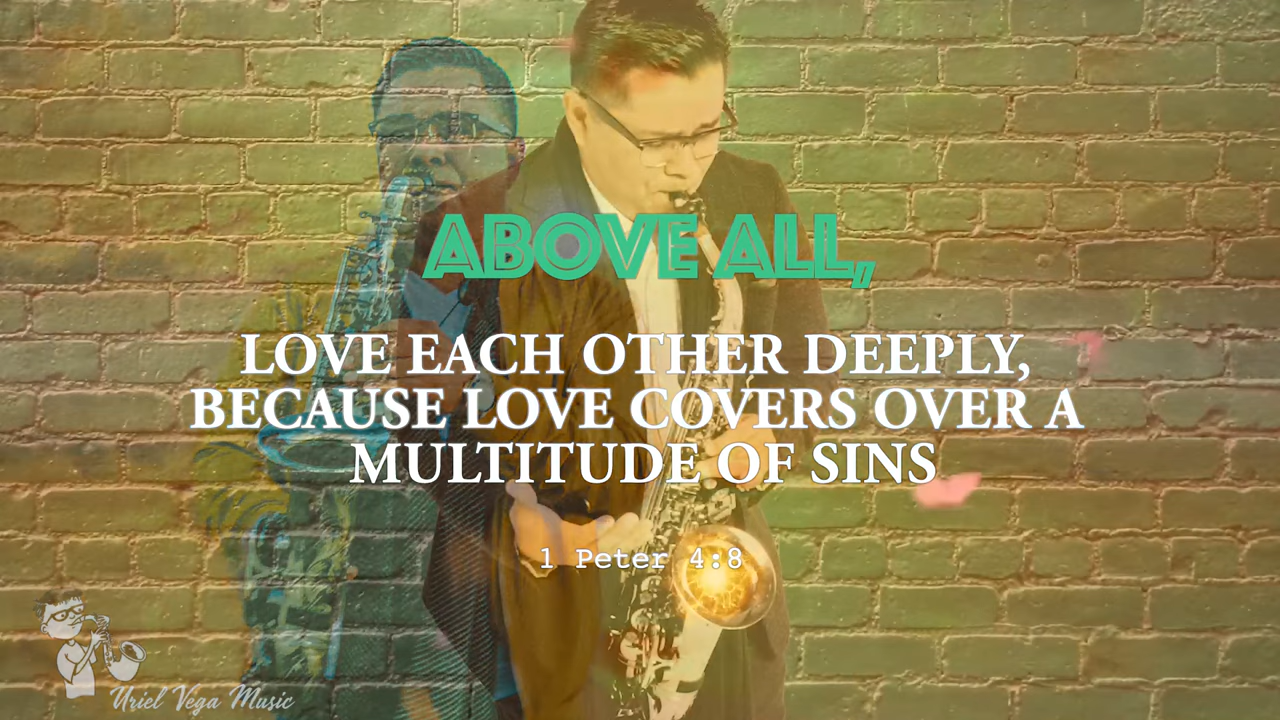 ABOVE ALL,
LOVE EACH OTHER DEEPLY,
BECAUSE LOVE COVERS OVER A
MULTITUDE OF SINS
1 Peter 4:8
Uriel Vega Music